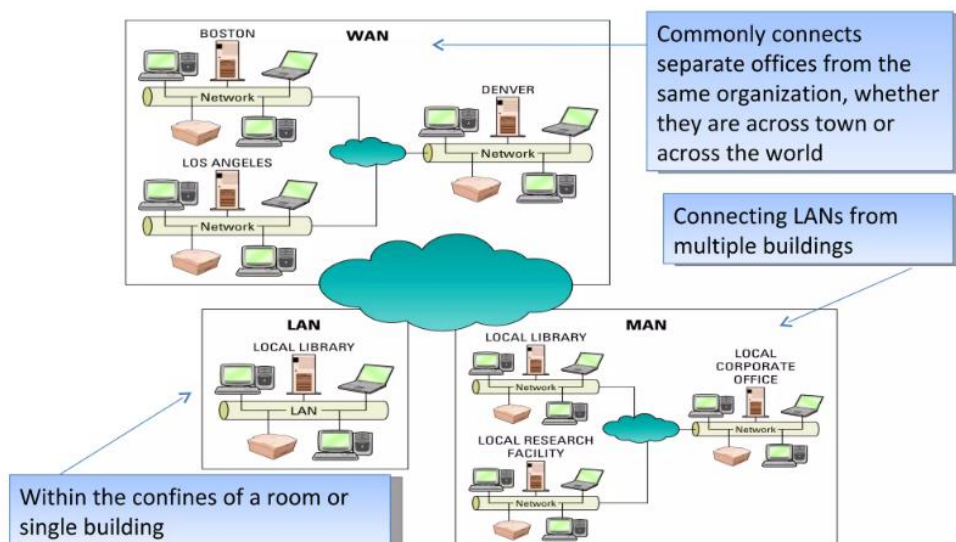 WAN
BOSTON
Network
DENVER
Network
LOS ANGELES
Network
Commonly connects
separate offices from the
same organization, whether
they are across town or
across the world
Connecting LANs from
multiple buildings
LAN
LOCAL LIBRARY
LAN
MAN
LOCAL LIBRARY
Network
LOCAL
CORPORATE
OFFICE
Network
LOCAL RESEARCH
FACILITY
Network
Within the confines of a room or
single building